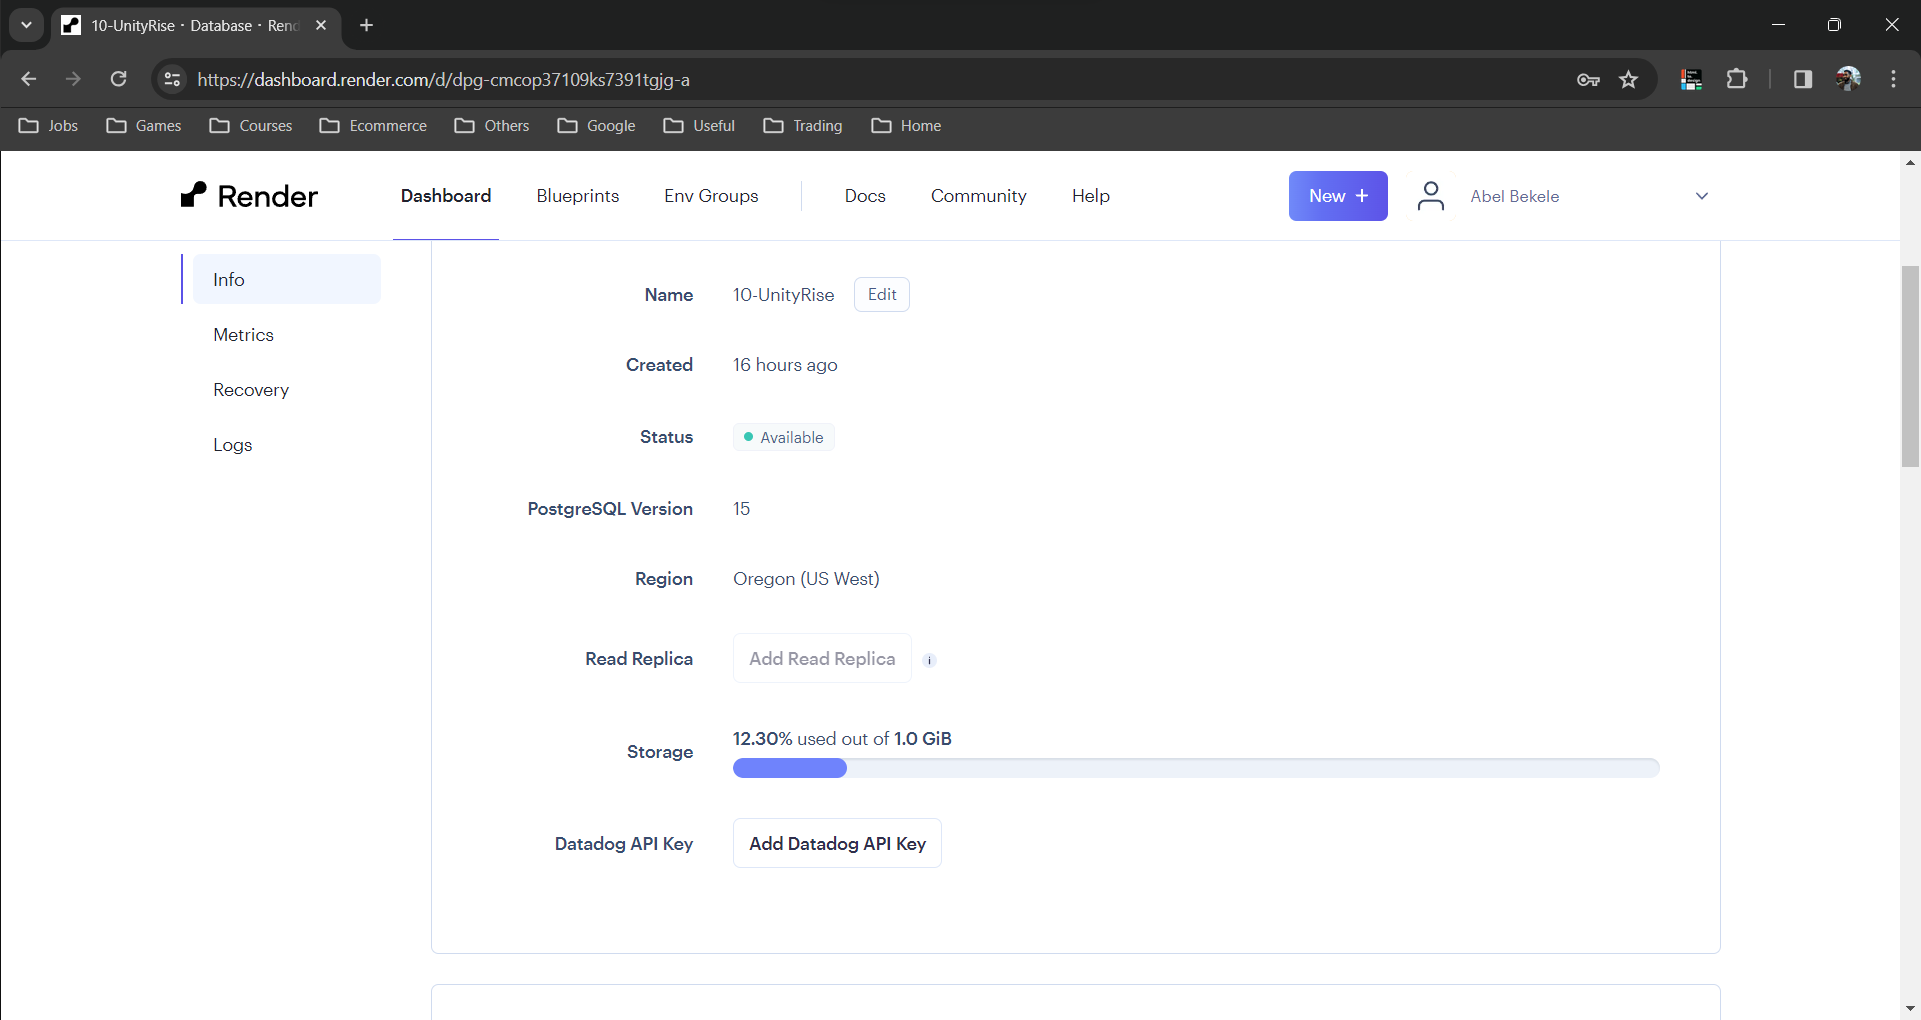 10-UnityRise · Database · Rend
https://dashboard.render.com/d/dpg-cmcop37109ks7391tgjg-a
Jobs Games Courses Ecommerce Others Google Useful Trading Home
Render Dashboard Blueprints Env Groups Docs Community Help New + Abel Bekele
Info
Metrics
Recovery
Logs
Name 10-UnityRise Edit
Created 16 hours ago
Status Available
PostgreSQL Version 15
Region Oregon (US West)
Read Replica Add Read Replica i
Storage 12.30% used out of 1.0 GiB
Datadog API Key Add Datadog API Key